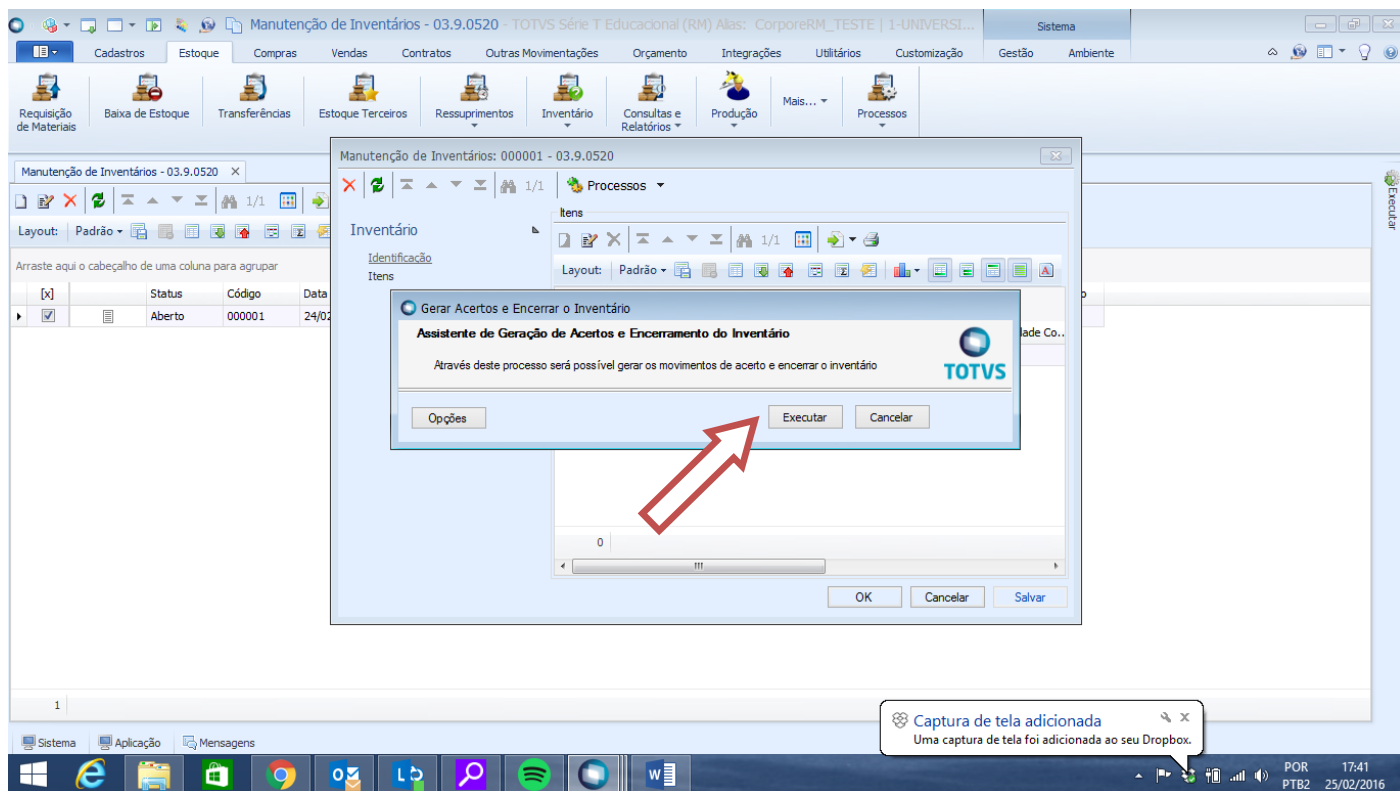 Manutenção de Inventários - 03.9.0520 - TOTVS Série T Educacional (RM) Alias: CorporeRM_TESTE | 1-UNIVERSI...
Sistema
Cadastros Estoque Compras Vendas Contratos Outras Movimentações Orçamento Integrações Utilitários Customização Gestão Ambiente
Requisição de Materiais
Baixa de Estoque
Transferências
Estoque Terceiros
Ressuprimentos
Inventário
Consultas e Relatórios
Produção
Mais...
Processos
Manutenção de Inventários - 03.9.0520 X
1/1
Layout: Padrão
Arraste aqui o cabeçalho de uma coluna para agrupar
[x] Status Código Data
Aberto 000001 24/02
Manutenção de Inventários: 000001 - 03.9.0520
1/1 Processos
Inventário
Identificação
Itens
Itens
1/1
Layout: Padrão
lade Co..
o
Gerar Acertos e Encerrar o Inventário
Assistente de Geração de Acertos e Encerramento do Inventário
Através deste processo será possível gerar os movimentos de acerto e encerrar o inventário
TOTVS
Opções Executar Cancelar
0
OK Cancelar Salvar
Executar
1
Captura de tela adicionada
Uma captura de tela foi adicionada ao seu Dropbox.
Sistema Aplicação Mensagens
POR 17:41
PTB2 25/02/2016